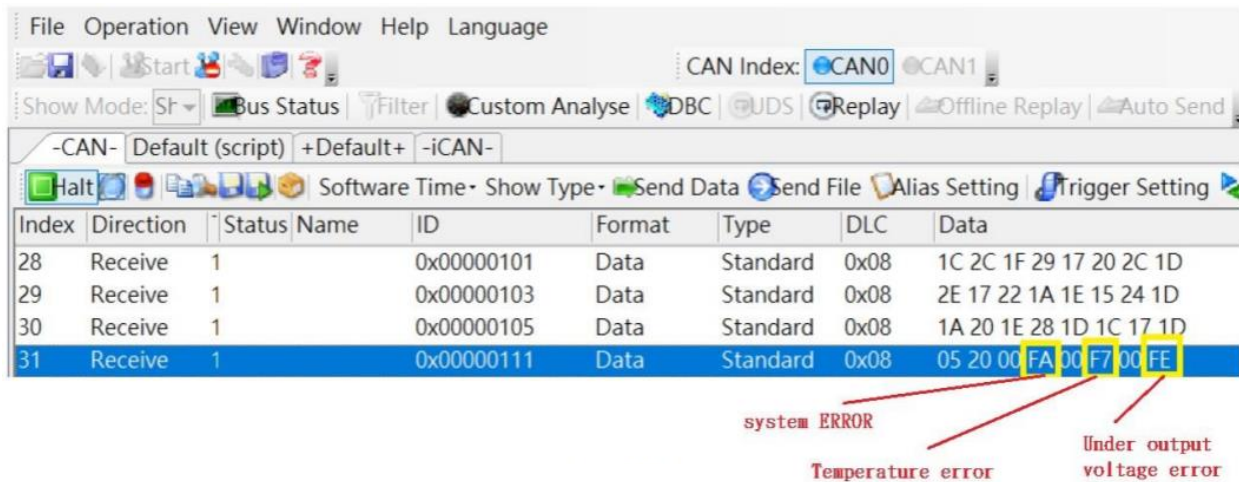 File Operation View Window Help Language
Start CAN Index: CAN0 CAN1
Show Mode: Sh Bus Status Filter Custom Analyse DBC UDS Replay Offline Replay Auto Send
-CAN- Default (script) +Default+ -iCAN-
Halt Software Time Show Type Send Data Send File Alias Setting Trigger Setting
Index Direction Status Name ID Format Type DLC Data
28 Receive 1 0x00000101 Data Standard 0x08 1C 2C 1F 29 17 20 2C 1D
29 Receive 1 0x00000103 Data Standard 0x08 2E 17 22 1A 1E 15 24 1D
30 Receive 1 0x00000105 Data Standard 0x08 1A 20 1E 28 1D 1C 17 1D
31 Receive 1 0x00000111 Data Standard 0x08 05 20 00 FA 00 F7 00 FE
system ERROR
Under output
Temperature error voltage error